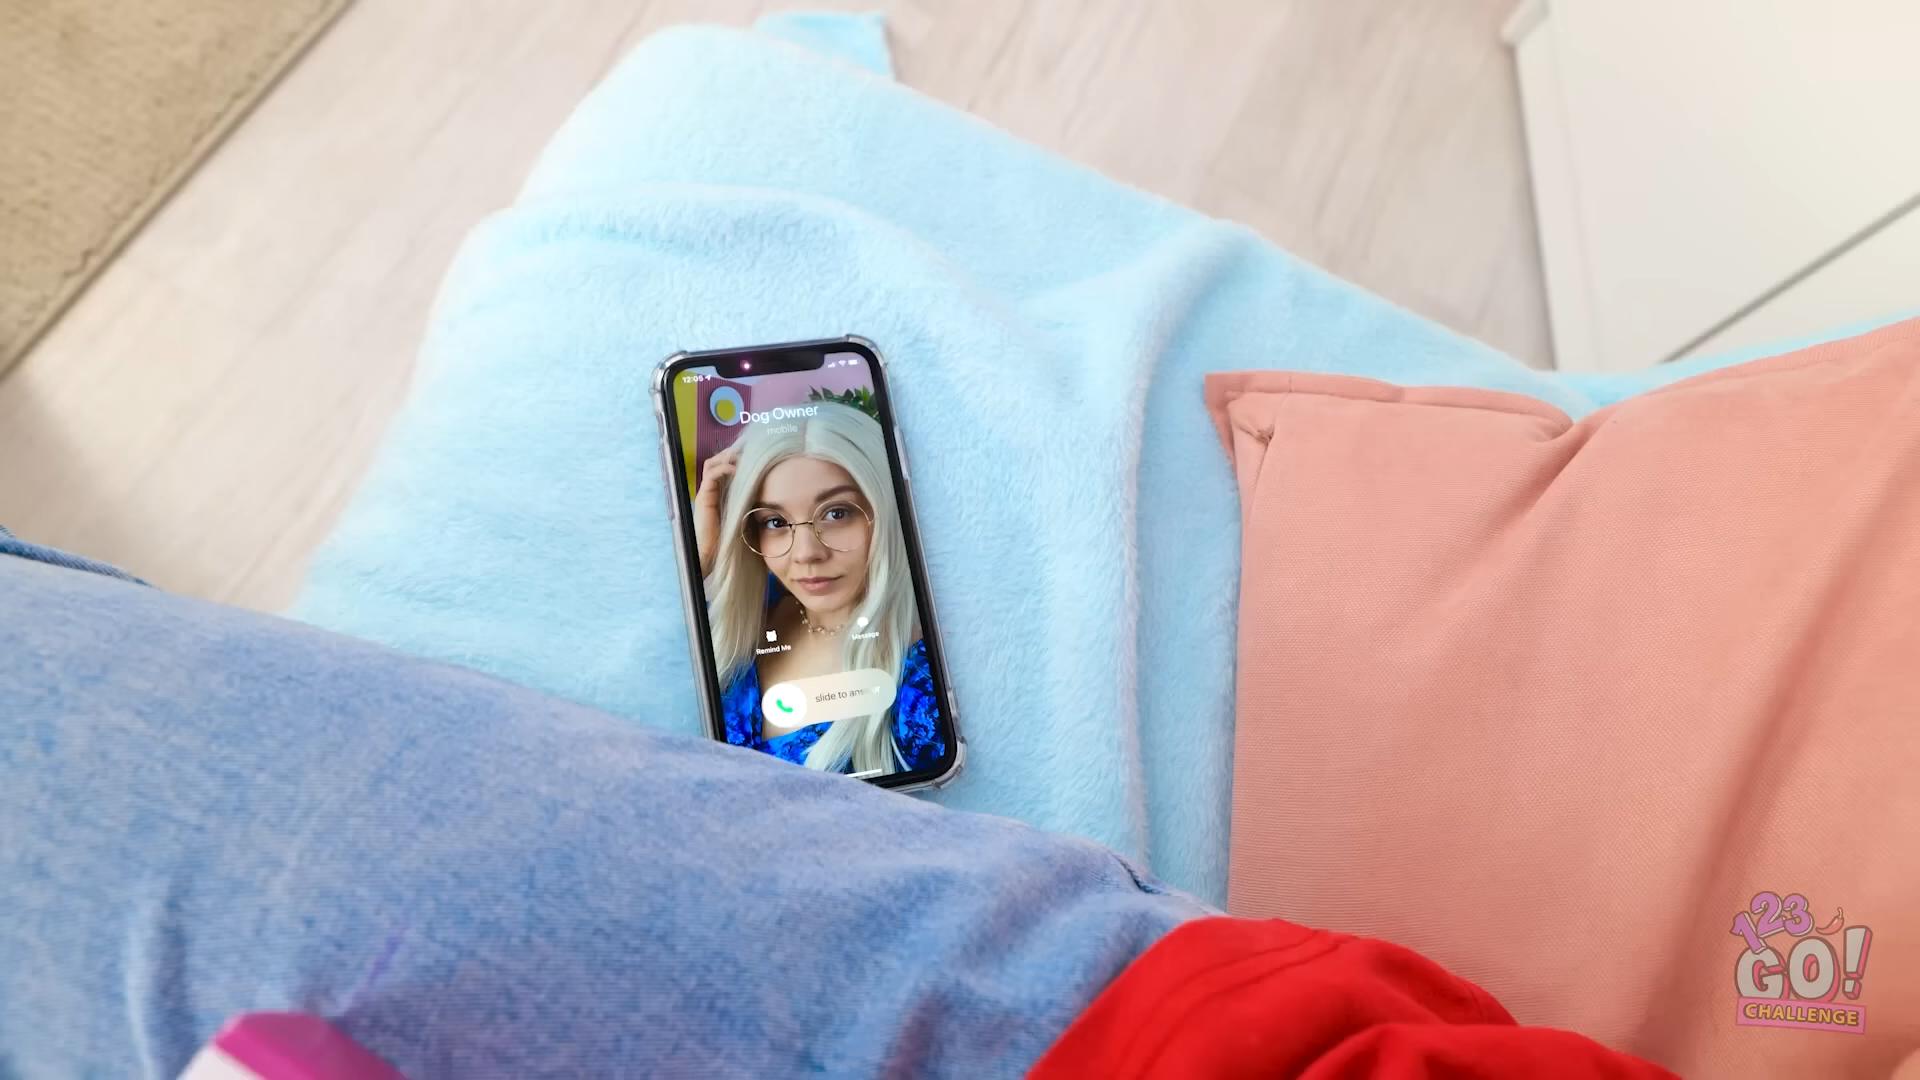 12:05
Dog Owner
mobile
Remind Me
Message
slide to answer
123
GO!
CHALLENGE